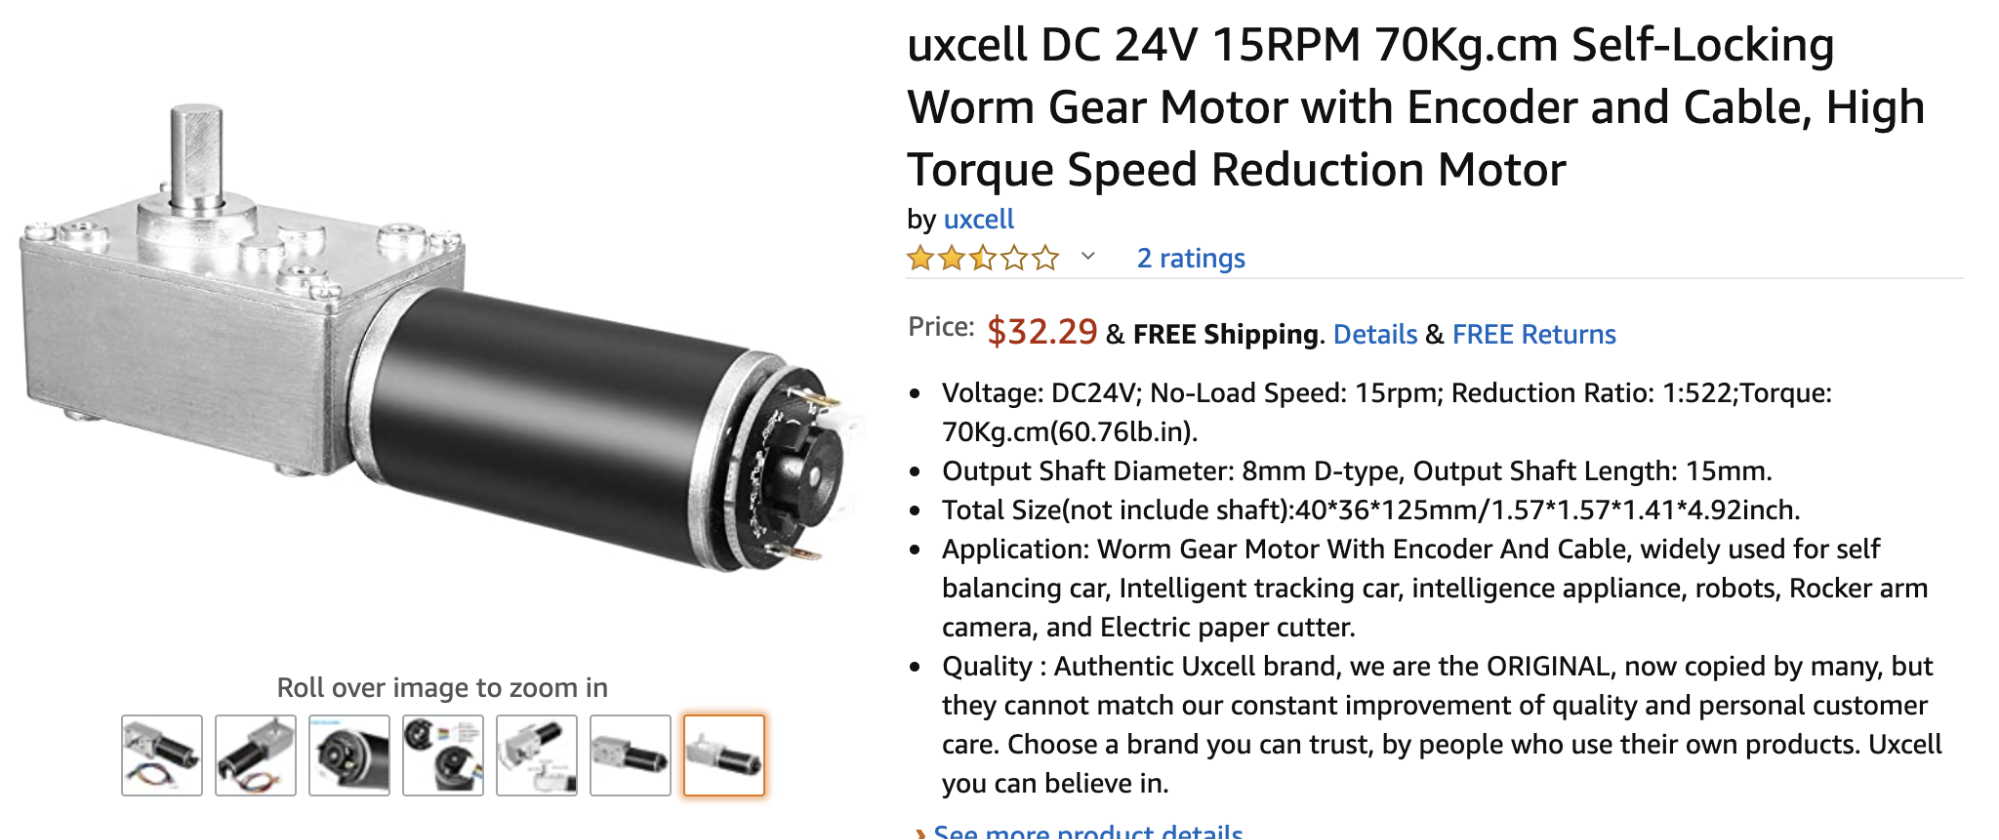 uxcell DC 24V 15RPM 70Kg.cm Self-Locking
Worm Gear Motor with Encoder and Cable, High
Torque Speed Reduction Motor
by uxcell
2 ratings
Price: $32.29 & FREE Shipping. Details & FREE Returns
• Voltage: DC24V; No-Load Speed: 15rpm; Reduction Ratio: 1:522;Torque:
70Kg.cm(60.76lb.in).
• Output Shaft Diameter: 8mm D-type, Output Shaft Length: 15mm.
• Total Size(not include shaft):40*36*125mm/1.57*1.57*1.41*4.92inch.
• Application: Worm Gear Motor With Encoder And Cable, widely used for self
balancing car, Intelligent tracking car, intelligence appliance, robots, Rocker arm
camera, and Electric paper cutter.
• Quality : Authentic Uxcell brand, we are the ORIGINAL, now copied by many, but
they cannot match our constant improvement of quality and personal customer
care. Choose a brand you can trust, by people who use their own products. Uxcell
you can believe in.
› See more product details
Roll over image to zoom in